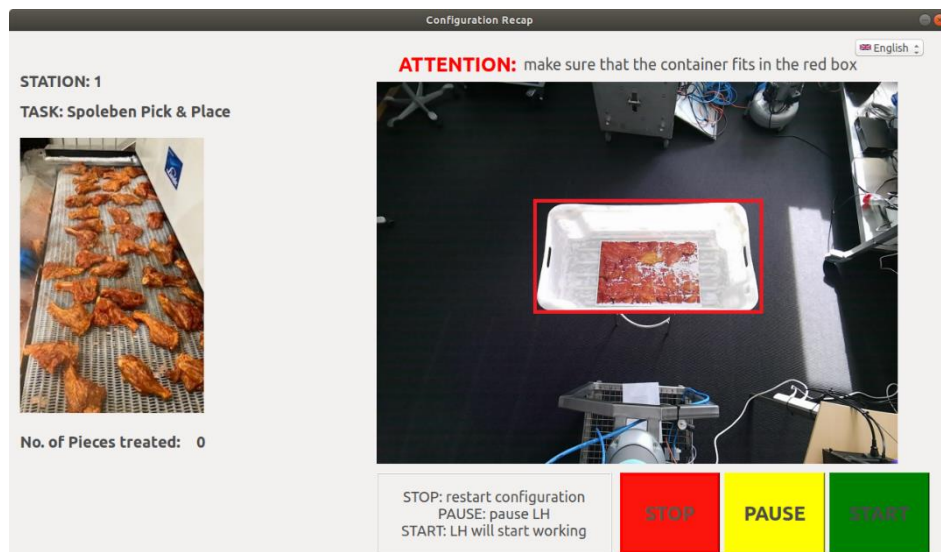 Configuration Recap
English
ATTENTION: make sure that the container fits in the red box
STATION: 1
TASK: Spoleben Pick & Place
No. of Pieces treated: 0
STOP: restart configuration
PAUSE: pause LH
START: LH will start working
STOP
PAUSE
START